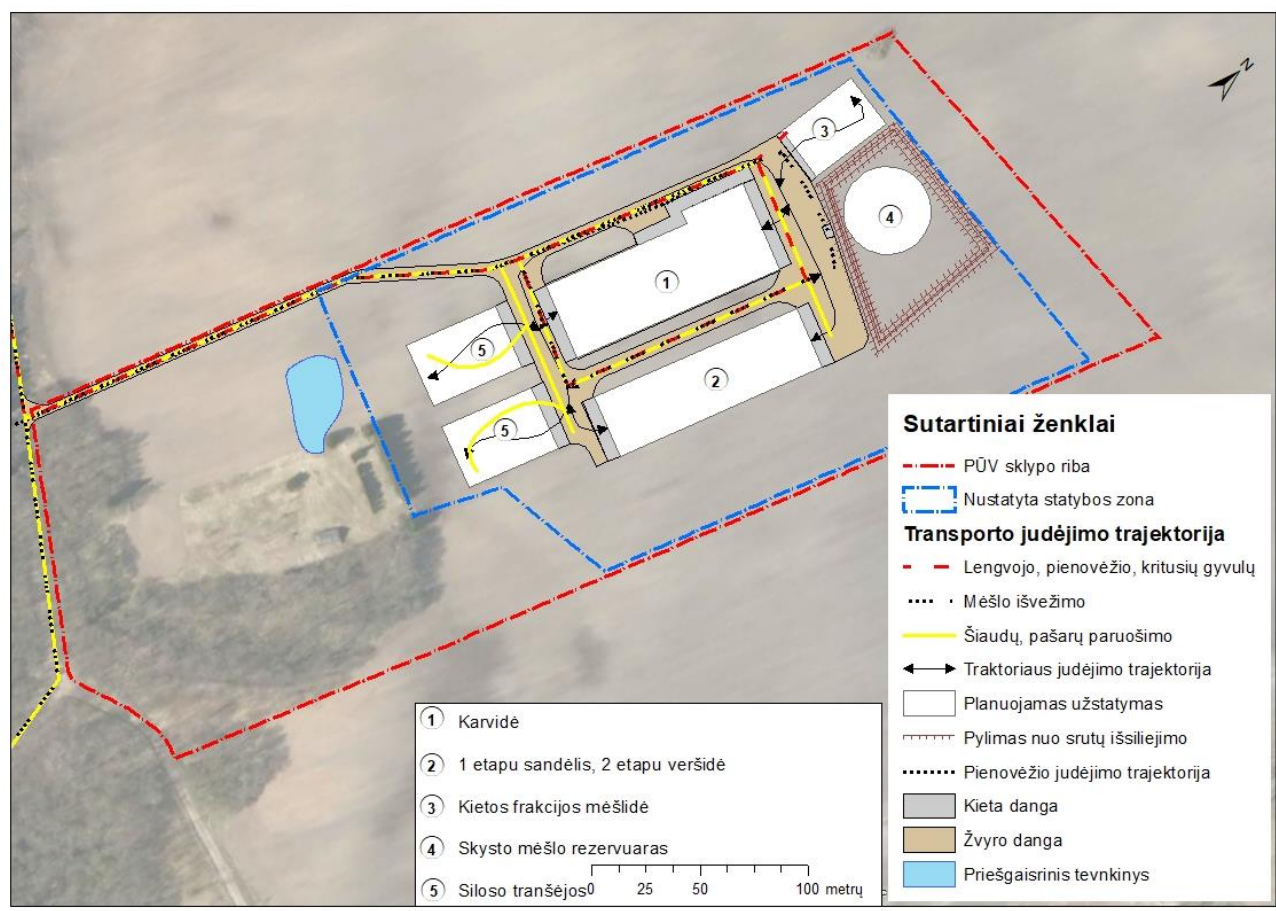 N
3
4
1
5
2
5
Sutartiniai ženklai
PŪV sklypo riba
Nustatyta statybos zona
Transporto judėjimo trajektorija
Lengvojo, pienovėžio, kritusių gyvulų
Mėšlo išvežimo
Šiaudų, pašarų paruošimo
Traktoriaus judėjimo trajektorija
Planuojamas užstatymas
Pylimas nuo srutų išsiliejimo
Pienovėžio judėjimo trajektorija
Kieta danga
Žvyro danga
Priešgaisrinis tevnkinys
1 Karvidė
2 1 etapu sandėlis, 2 etapu veršidė
3 Kietos frakcijos mėšlidė
4 Skysto mėšlo rezervuaras
5 Siloso tranšėjos
0 25 50 100 metrų